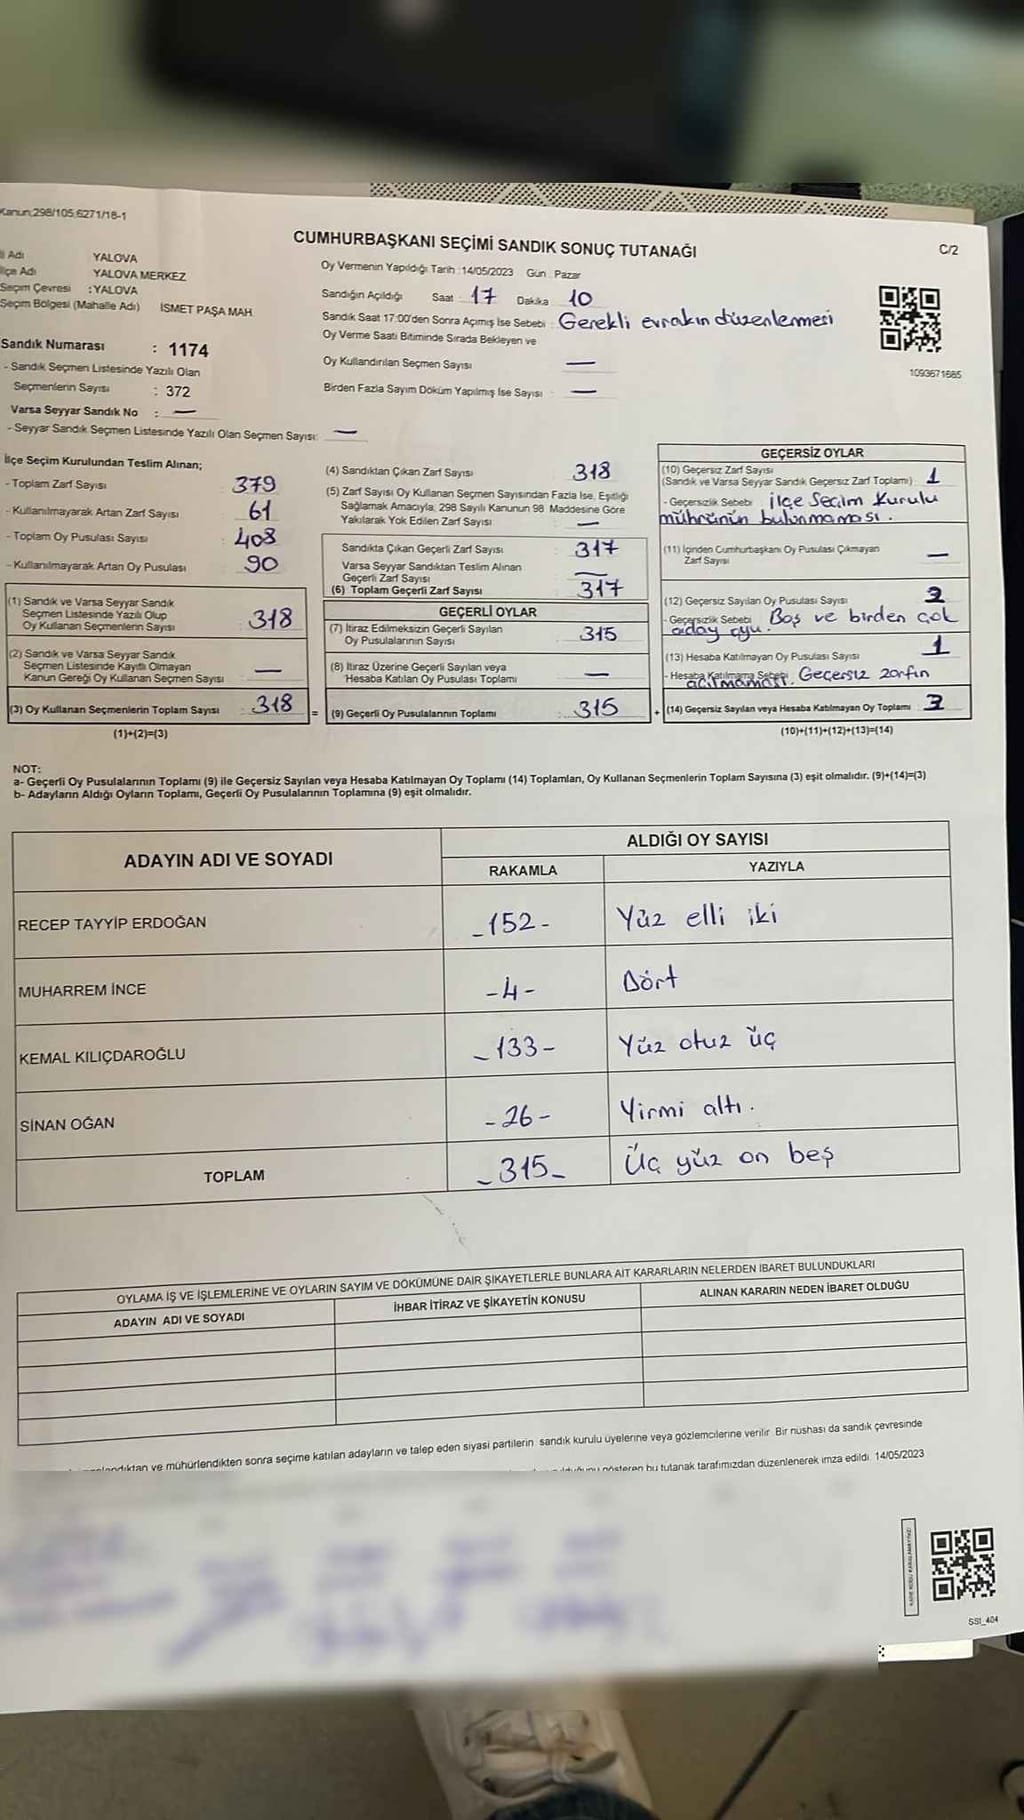 Kanun;298/105,6271/18-1
CUMHURBAŞKANI SEÇİMİ SANDIK SONUÇ TUTANAĞI
C/2
Adı YALOVA
İlçe Adı YALOVA MERKEZ
Seçim Çevresi :YALOVA
Seçim Bölgesi (Mahalle Adı) İSMET PAŞA MAH.
Oy Vermenin Yapıldığı Tarih :14/05/2023 Gün : Pazar
Sandığın Açıldığı Saat 17 Dakika 10
Sandık Saat 17:00'den Sonra Açımış İse Sebebi : Gerekli evrakın düzenlenmesi
Oy Verme Saati Bitiminde Sırada Bekleyen ve
Oy Kullandırılan Seçmen Sayısı —
Birden Fazla Sayım Döküm Yapılmış İse Sayısı : —
1093671685
Sandık Numarası : 1174
- Sandık Seçmen Listesinde Yazılı Olan
Seçmenlerin Sayısı : 372
Varsa Seyyar Sandık No : —
- Seyyar Sandık Seçmen Listesinde Yazılı Olan Seçmen Sayısı: —
İlçe Seçim Kurulundan Teslim Alınan;
- Toplam Zarf Sayısı 379
- Kullanılmayarak Artan Zarf Sayısı 61
- Toplam Oy Pusulası Sayısı 408
- Kullanılmayarak Artan Oy Pusulası 90
(1) Sandık ve Varsa Seyyar Sandık
Seçmen Listesinde Yazılı Olup
Oy Kullanan Seçmenlerin Sayısı 318
(2) Sandık ve Varsa Seyyar Sandık
Seçmen Listesinde Kayıtlı Olmayan
Kanun Gereği Oy Kullanan Seçmen Sayısı —
(3) Oy Kullanan Seçmenlerin Toplam Sayısı : 318
(1)+(2)=(3)
(4) Sandıktan Çıkan Zarf Sayısı 318
(5) Zarf Sayısı Oy Kullanan Seçmen Sayısından Fazla İse, Eşitliği
Sağlamak Amacıyla, 298 Sayılı Kanunun 98 Maddesine Göre
Yakılarak Yok Edilen Zarf Sayısı —
Sandıkta Çıkan Geçerli Zarf Sayısı 317
Varsa Seyyar Sandıktan Teslim Alınan
Geçerli Zarf Sayısı —
(6) Toplam Geçerli Zarf Sayısı 317
GEÇERLİ OYLAR
(7) İtiraz Edilmeksizin Geçerli Sayılan
Oy Pusulalarının Sayısı 315
(8) İtiraz Üzerine Geçerli Sayılan veya
Hesaba Katılan Oy Pusulası Toplamı —
= (9) Geçerli Oy Pusulalarının Toplamı : 315
GEÇERSİZ OYLAR
(10) Geçersiz Zarf Sayısı
(Sandık ve Varsa Seyyar Sandık Geçersiz Zarf Toplamı) 1
- Geçersizlik Sebebi İlçe Seçim Kurulu
mührünün bulunmaması.
(11) İçinden Cumhurbaşkanı Oy Pusulası Çıkmayan
Zarf Sayısı —
(12) Geçersiz Sayılan Oy Pusulası Sayısı
- Geçersizlik Sebebi Boş ve birden çok
aday oyu.
(13) Hesaba Katılmayan Oy Pusulası Sayısı 1
- Hesaba Katılmama Sebebi Geçersiz zarfın
açılmaması.
+ (14) Geçersiz Sayılan veya Hesaba Katılmayan Oy Toplamı 3
(10)+(11)+(12)+(13)=(14)
NOT:
a- Geçerli Oy Pusulalarının Toplamı (9) ile Geçersiz Sayılan veya Hesaba Katılmayan Oy Toplamı (14) Toplamları, Oy Kullanan Seçmenlerin Toplam Sayısına (3) eşit olmalıdır. (9)+(14)=(3)
b- Adayların Aldığı Oyların Toplamı, Geçerli Oy Pusulalarının Toplamına (9) eşit olmalıdır.
ADAYIN ADI VE SOYADI
ALDIĞI OY SAYISI
RAKAMLA YAZIYLA
RECEP TAYYİP ERDOĞAN -152- Yüz elli iki
MUHARREM İNCE -4- Dört
KEMAL KILIÇDAROĞLU -133- Yüz otuz üç
SİNAN OĞAN -26- Yirmi altı.
TOPLAM -315- Üç yüz on beş
OYLAMA İŞ VE İŞLEMLERİNE VE OYLARIN SAYIM VE DÖKÜMÜNE DAİR ŞİKAYETLERLE BUNLARA AİT KARARLARIN NELERDEN İBARET BULUNDUKLARI
ADAYIN ADI VE SOYADI İHBAR İTİRAZ VE ŞİKAYETİN KONUSU ALINAN KARARIN NEDEN İBARET OLDUĞU
ve mühürlendikten sonra seçime katılan adayların ve talep eden siyasi partilerin sandık kurulu üyelerine veya gözlemcilerine verilir. Bir nüshası da sandık çevresinde
gösteren bu tutanak tarafımızdan düzenlenerek imza edildi. 14/05/2023
SSI_404